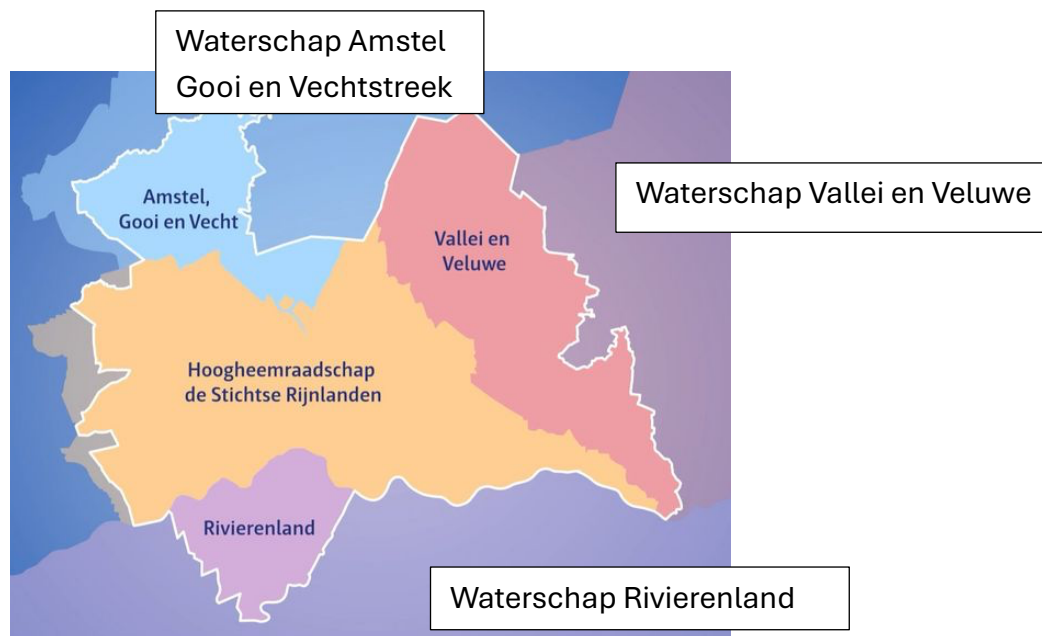 Waterschap Amstel
Gooi en Vechtstreek
Waterschap Vallei en Veluwe
Amstel,
Gooi en Vecht
Vallei en
Veluwe
Hoogheemraadschap
de Stichtse Rijnlanden
Rivierenland
Waterschap Rivierenland